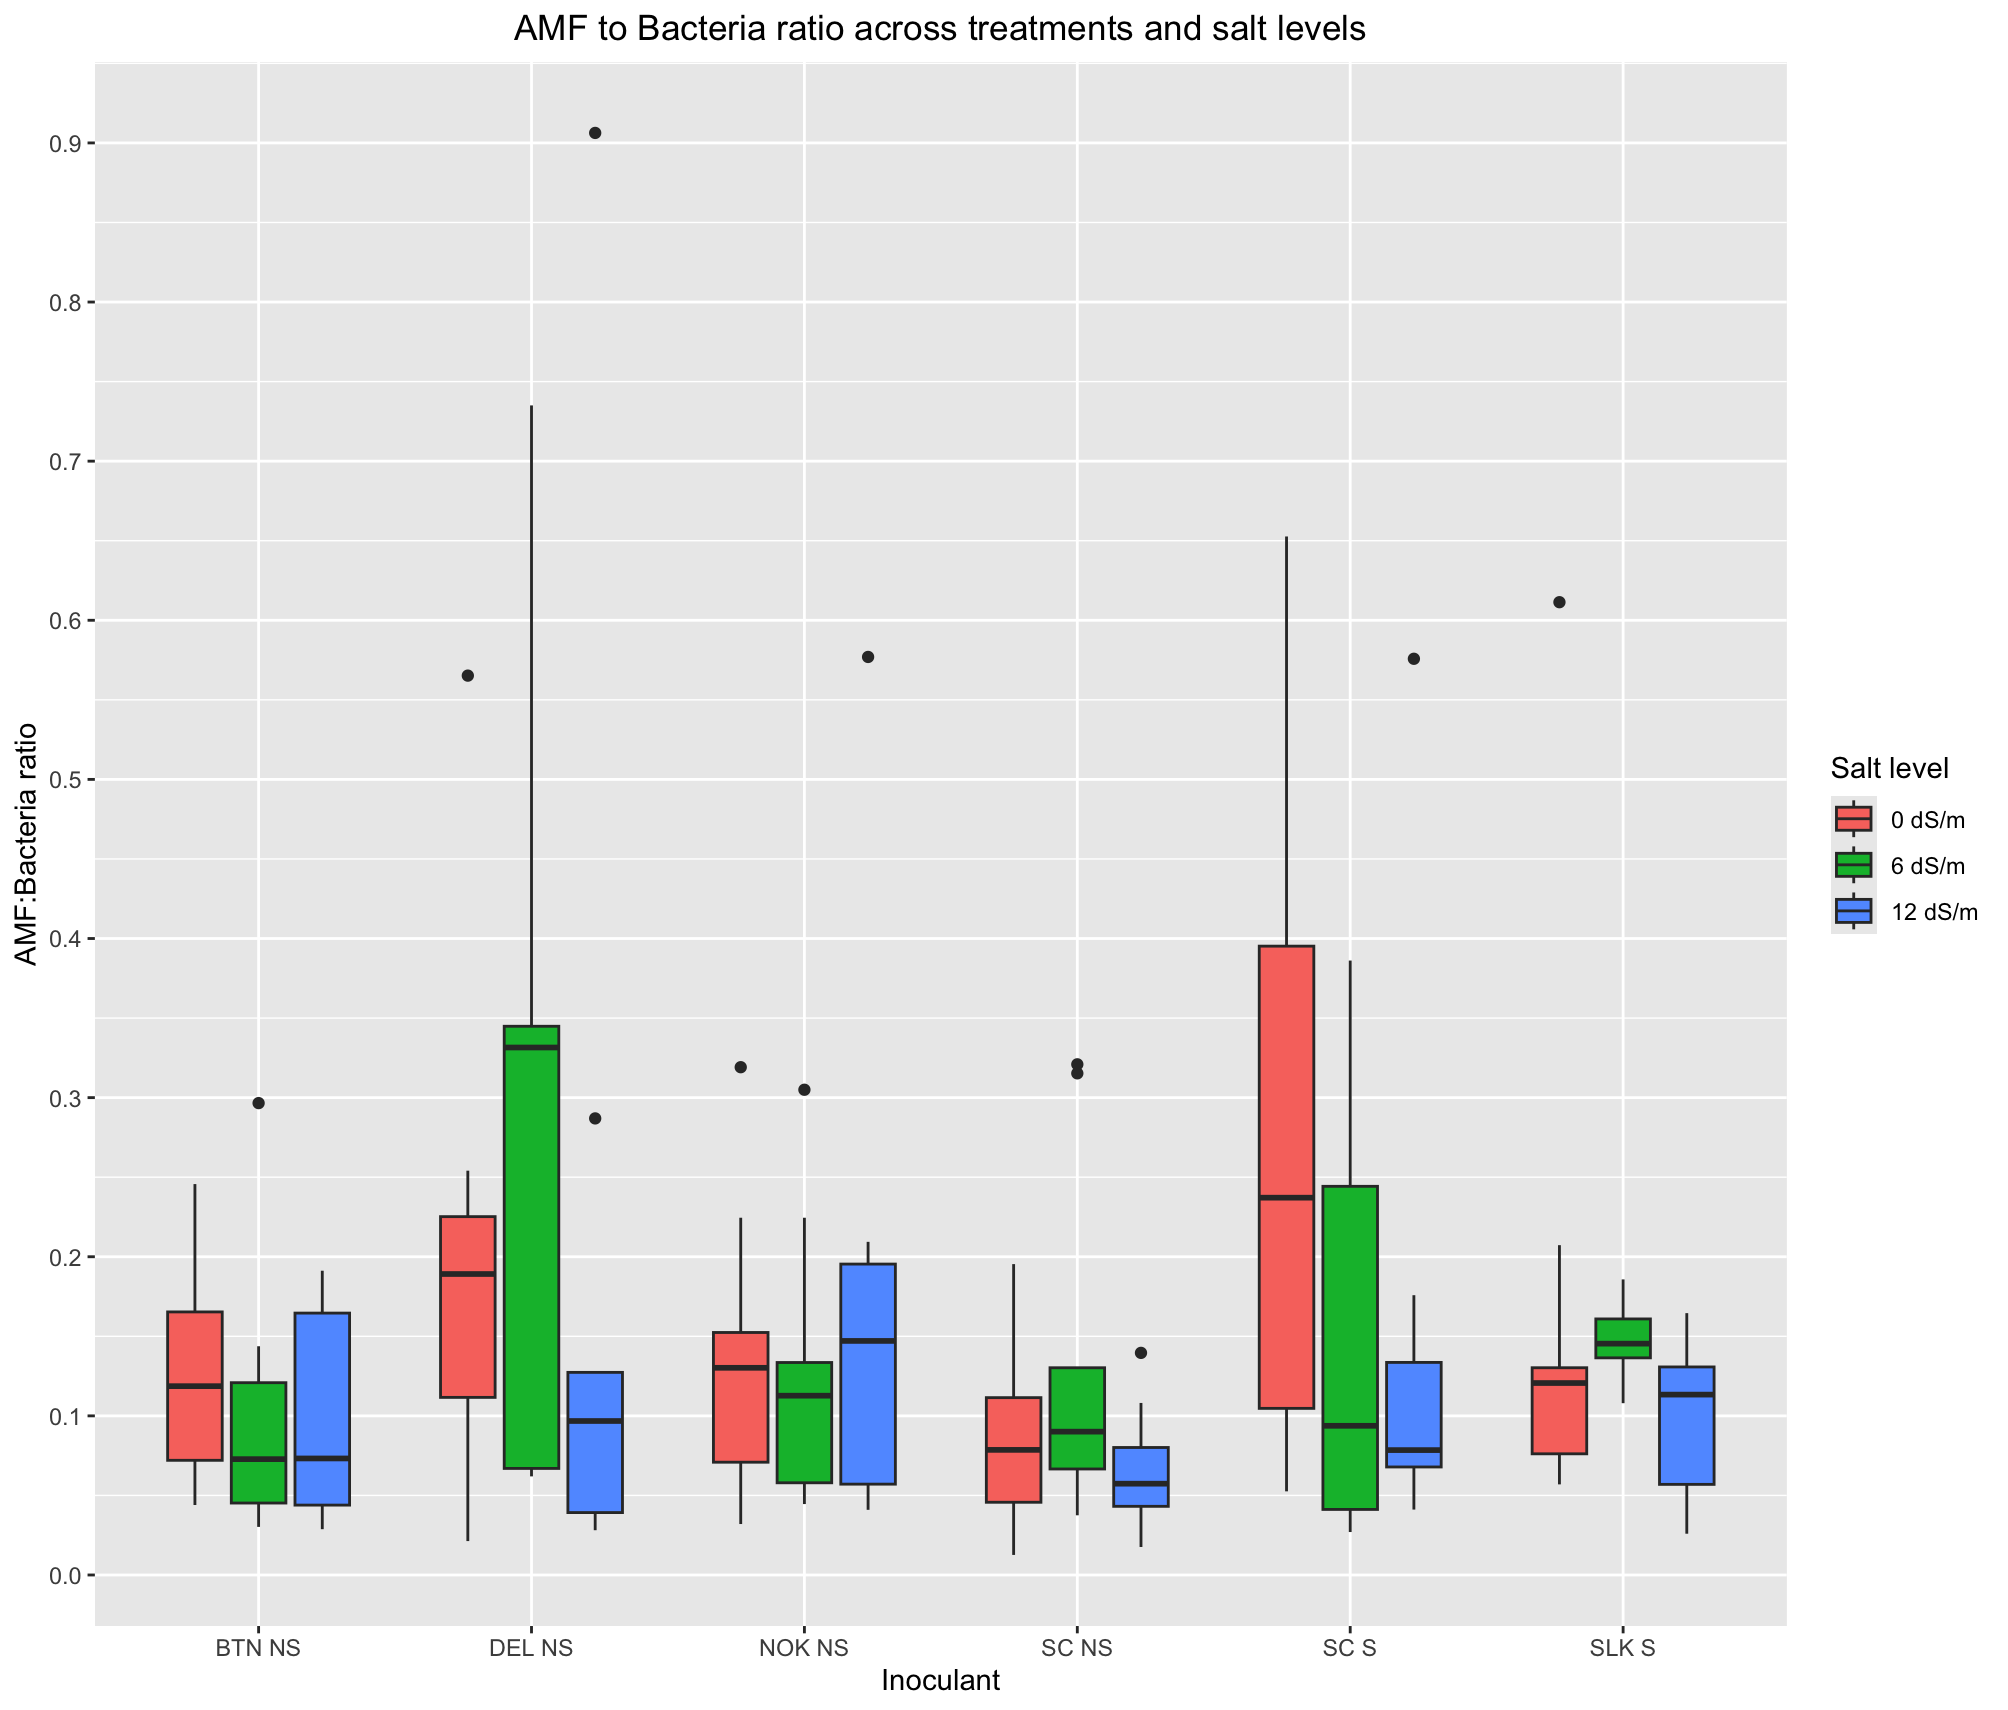 AMF to Bacteria ratio across treatments and salt levels
AMF:Bacteria ratio
0.9
0.8
0.7
0.6
0.5
0.4
0.3
0.2
0.1
0.0
BTN NS
DEL NS
NOK NS
SC NS
SC S
SLK S
Inoculant
Salt level
0 dS/m
6 dS/m
12 dS/m